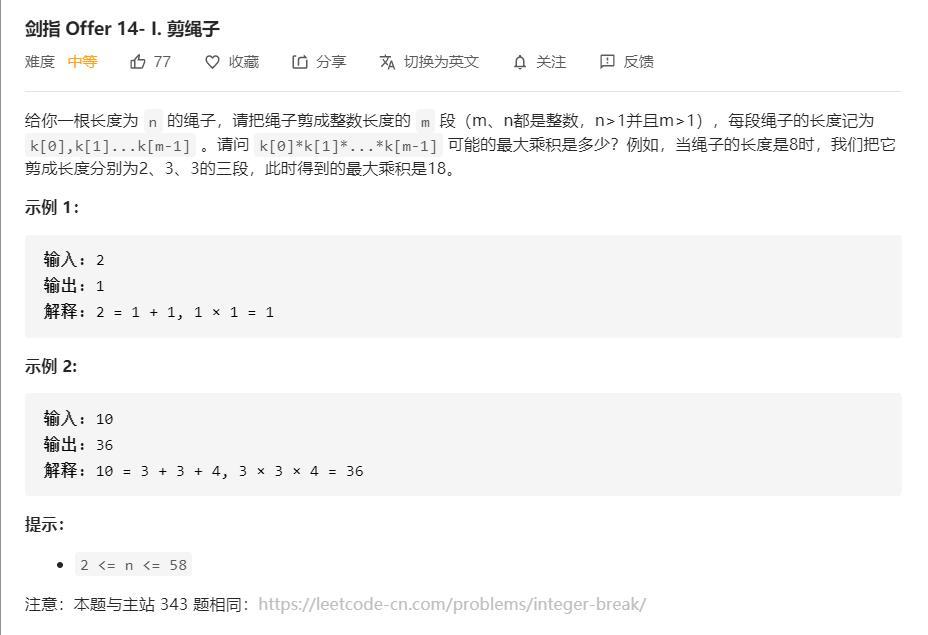 剑指 Offer 14- I. 剪绳子
难度 中等 77 收藏 分享 切换为英文 关注 反馈
给你一根长度为 n 的绳子，请把绳子剪成整数长度的 m 段（m、n都是整数，n>1并且m>1），每段绳子的长度记为
k[0],k[1]...k[m-1] 。请问 k[0]*k[1]*...*k[m-1] 可能的最大乘积是多少？例如，当绳子的长度是8时，我们把它
剪成长度分别为2、3、3的三段，此时得到的最大乘积是18。
示例 1：
输入: 2
输出: 1
解释: 2 = 1 + 1, 1 × 1 = 1
示例 2:
输入: 10
输出: 36
解释: 10 = 3 + 3 + 4, 3 × 3 × 4 = 36
提示：
• 2 <= n <= 58
注意：本题与主站 343 题相同：https://leetcode-cn.com/problems/integer-break/